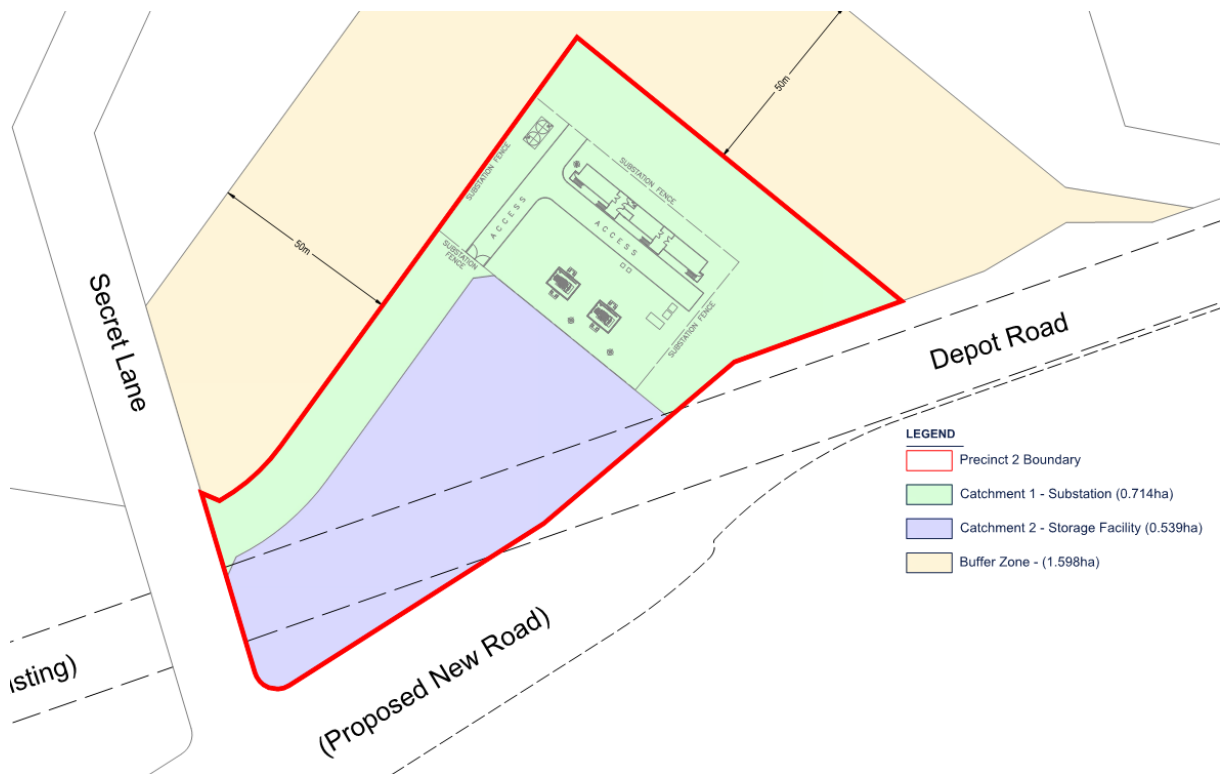 50m
50m
SUBSTATION FENCE
SUBSTATION FENCE
ACCESS
ACCESS
SUBSTATION
FENCE
SUBSTATION FENCE
Secret Lane
Depot Road
LEGEND
Precinct 2 Boundary
Catchment 1 - Substation (0.714ha)
Catchment 2 - Storage Facility (0.539ha)
Buffer Zone - (1.598ha)
isting)
(Proposed New Road)